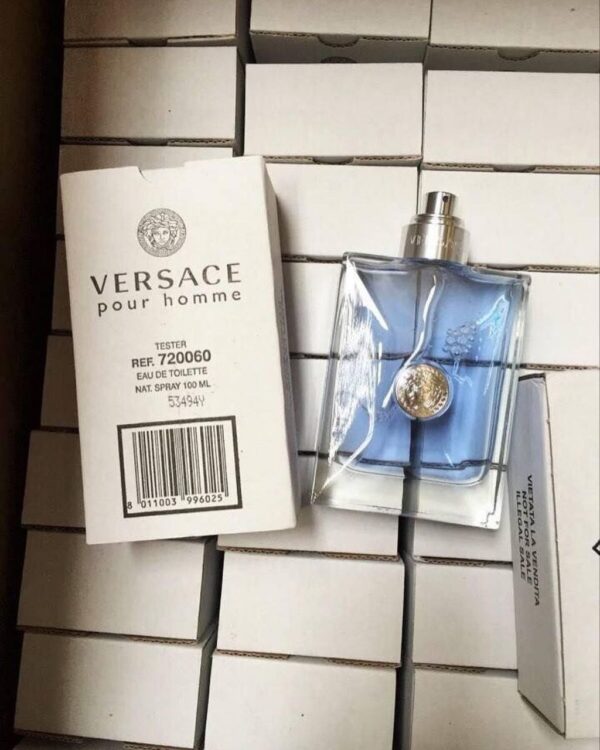 VERSACE
pour homme
TESTER
REF. 720060
EAU DE TOILETTE
NAT. SPRAY 100 ML
53494Y
8 011003 996025
VIETATA LA VENDITA
NOT FOR SALE
ILLEGAL SALE